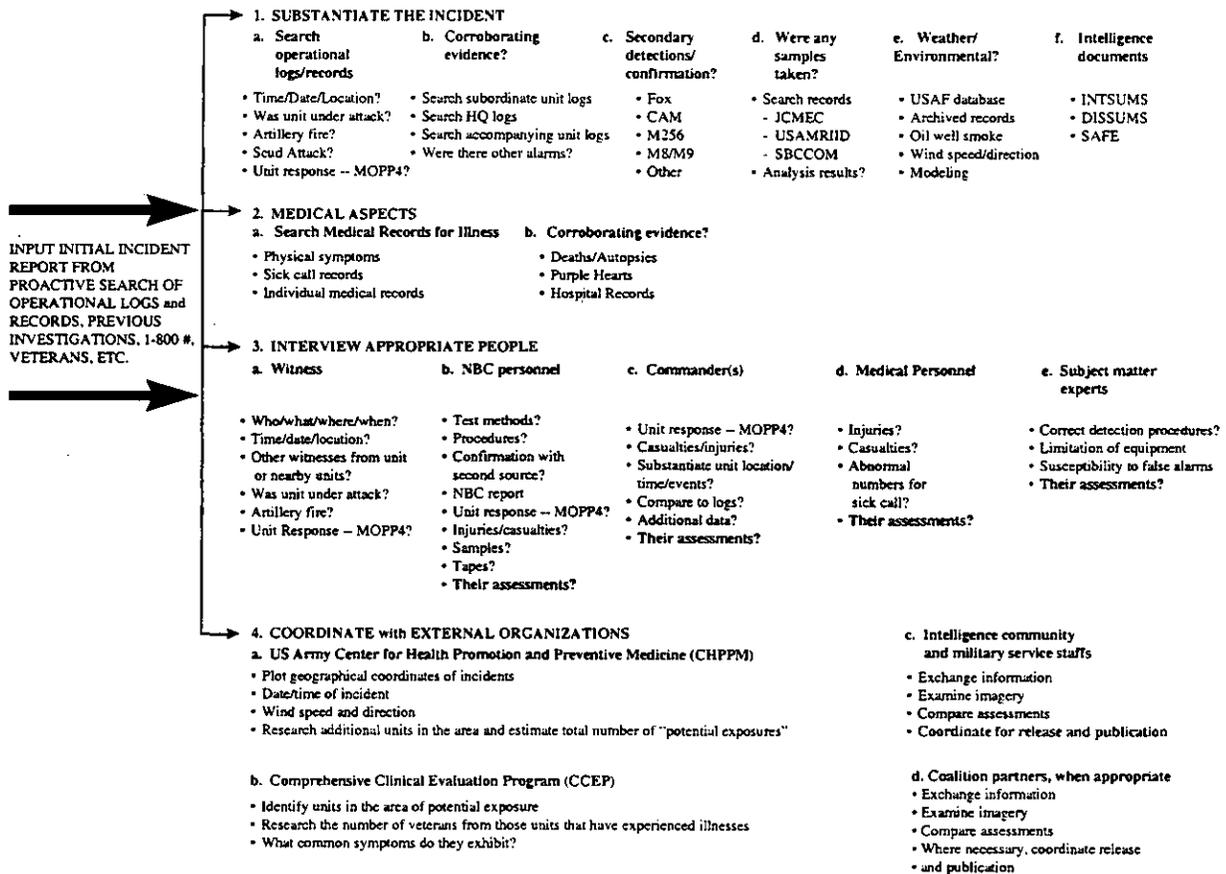 1. SUBSTANTIATE THE INCIDENT
a. Search
operational
logs/records
• Time/Date/Location?
• Was unit under attack?
• Artillery fire?
• Scud Attack?
• Unit response -- MOPP4?
b. Corroborating
evidence?
• Search subordinate unit logs
• Search HQ logs
• Search accompanying unit logs
• Were there other alarms?
c. Secondary
detections/
confirmation?
• Fox
• CAM
• M256
• M8/M9
• Other
d. Were any
samples
taken?
• Search records
- JCMEC
- USAMRIID
- SBCCOM
• Analysis results?
e. Weather/
Environmental?
• USAF database
• Archived records
• Oil well smoke
• Wind speed/direction
• Modeling
f. Intelligence
documents
• INTSUMS
• DISSUMS
• SAFE
INPUT INITIAL INCIDENT
REPORT FROM
PROACTIVE SEARCH OF
OPERATIONAL LOGS and
RECORDS, PREVIOUS
INVESTIGATIONS, 1-800 #,
VETERANS, ETC.
2. MEDICAL ASPECTS
a. Search Medical Records for Illness
• Physical symptoms
• Sick call records
• Individual medical records
b. Corroborating evidence?
• Deaths/Autopsies
• Purple Hearts
• Hospital Records
3. INTERVIEW APPROPRIATE PEOPLE
a. Witness
• Who/what/where/when?
• Time/date/location?
• Other witnesses from unit
or nearby units?
• Was unit under attack?
• Artillery fire?
• Unit Response -- MOPP4?
b. NBC personnel
• Test methods?
• Procedures?
• Confirmation with
second source?
• NBC report
• Unit response -- MOPP4?
• Injuries/casualties?
• Samples?
• Tapes?
• Their assessments?
c. Commander(s)
• Unit response -- MOPP4?
• Casualties/injuries?
• Substantiate unit location/
time/events?
• Compare to logs?
• Additional data?
• Their assessments?
d. Medical Personnel
• Injuries?
• Casualties?
• Abnormal
numbers for
sick call?
• Their assessments?
e. Subject matter
experts
• Correct detection procedures?
• Limitation of equipment
• Susceptibility to false alarms
• Their assessments?
4. COORDINATE with EXTERNAL ORGANIZATIONS
a. US Army Center for Health Promotion and Preventive Medicine (CHPPM)
• Plot geographical coordinates of incidents
• Date/time of incident
• Wind speed and direction
• Research additional units in the area and estimate total number of "potential exposures"
b. Comprehensive Clinical Evaluation Program (CCEP)
• Identify units in the area of potential exposure
• Research the number of veterans from those units that have experienced illnesses
• What common symptoms do they exhibit?
c. Intelligence community
and military service staffs
• Exchange information
• Examine imagery
• Compare assessments
• Coordinate for release and publication
d. Coalition partners, when appropriate
• Exchange information
• Examine imagery
• Compare assessments
• Where necessary, coordinate release
• and publication